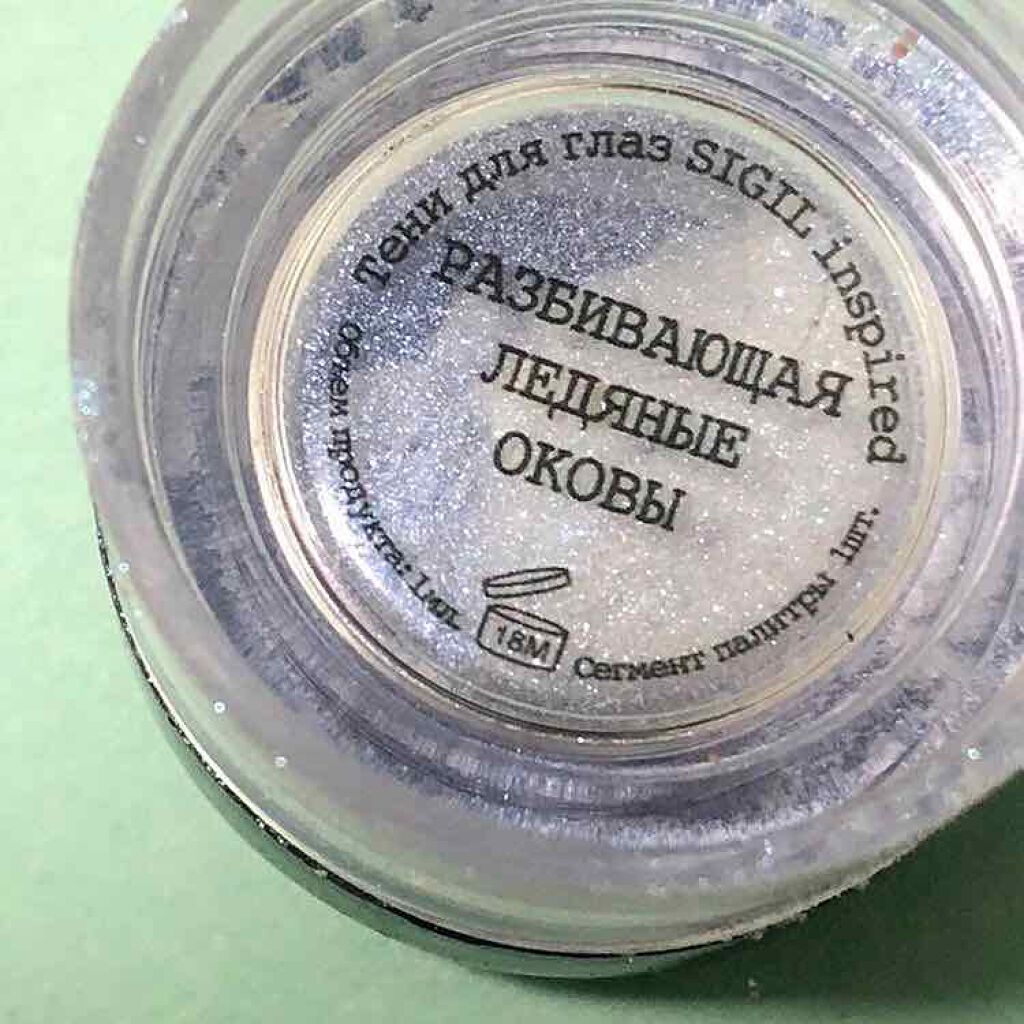 Тени для глаз SIGIL inspired
РАЗБИВАЮЩАЯ
ЛЕДЯНЫЕ
ОКОВЫ
объем продукта: 1мл.
18M
Сегмент палитры 1шт.